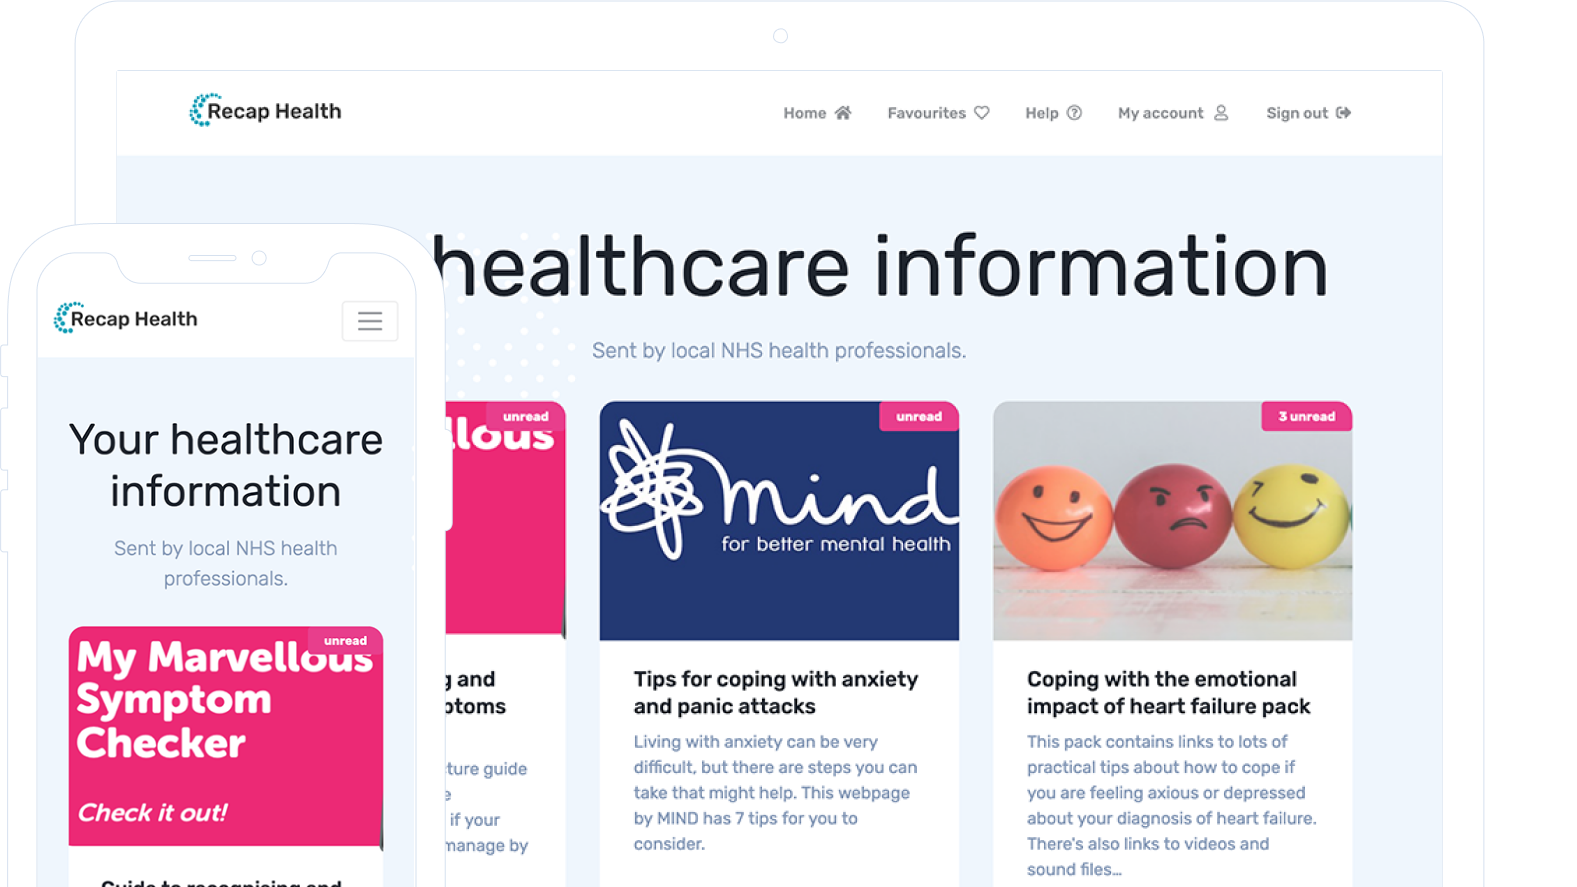 Recap Health
Home
Favourites
Help
My account
Sign out
healthcare information
Sent by local NHS health professionals.
unread
unread
mind
for better mental health
3 unread
and
Tips for coping with anxiety
and panic attacks
Living with anxiety can be very
difficult, but there are steps you can
take that might help. This webpage
by MIND has 7 tips for you to
consider.
Coping with the emotional
impact of heart failure pack
This pack contains links to lots of
practical tips about how to cope if
you are feeling axious or depressed
about your diagnosis of heart failure.
There's also links to videos and
sound files...
guide
if your
manage by
Recap Health
Your healthcare
information
Sent by local NHS health
professionals.
unread
My Marvellous
Symptom
Checker
Check it out!
Guide to recognising and